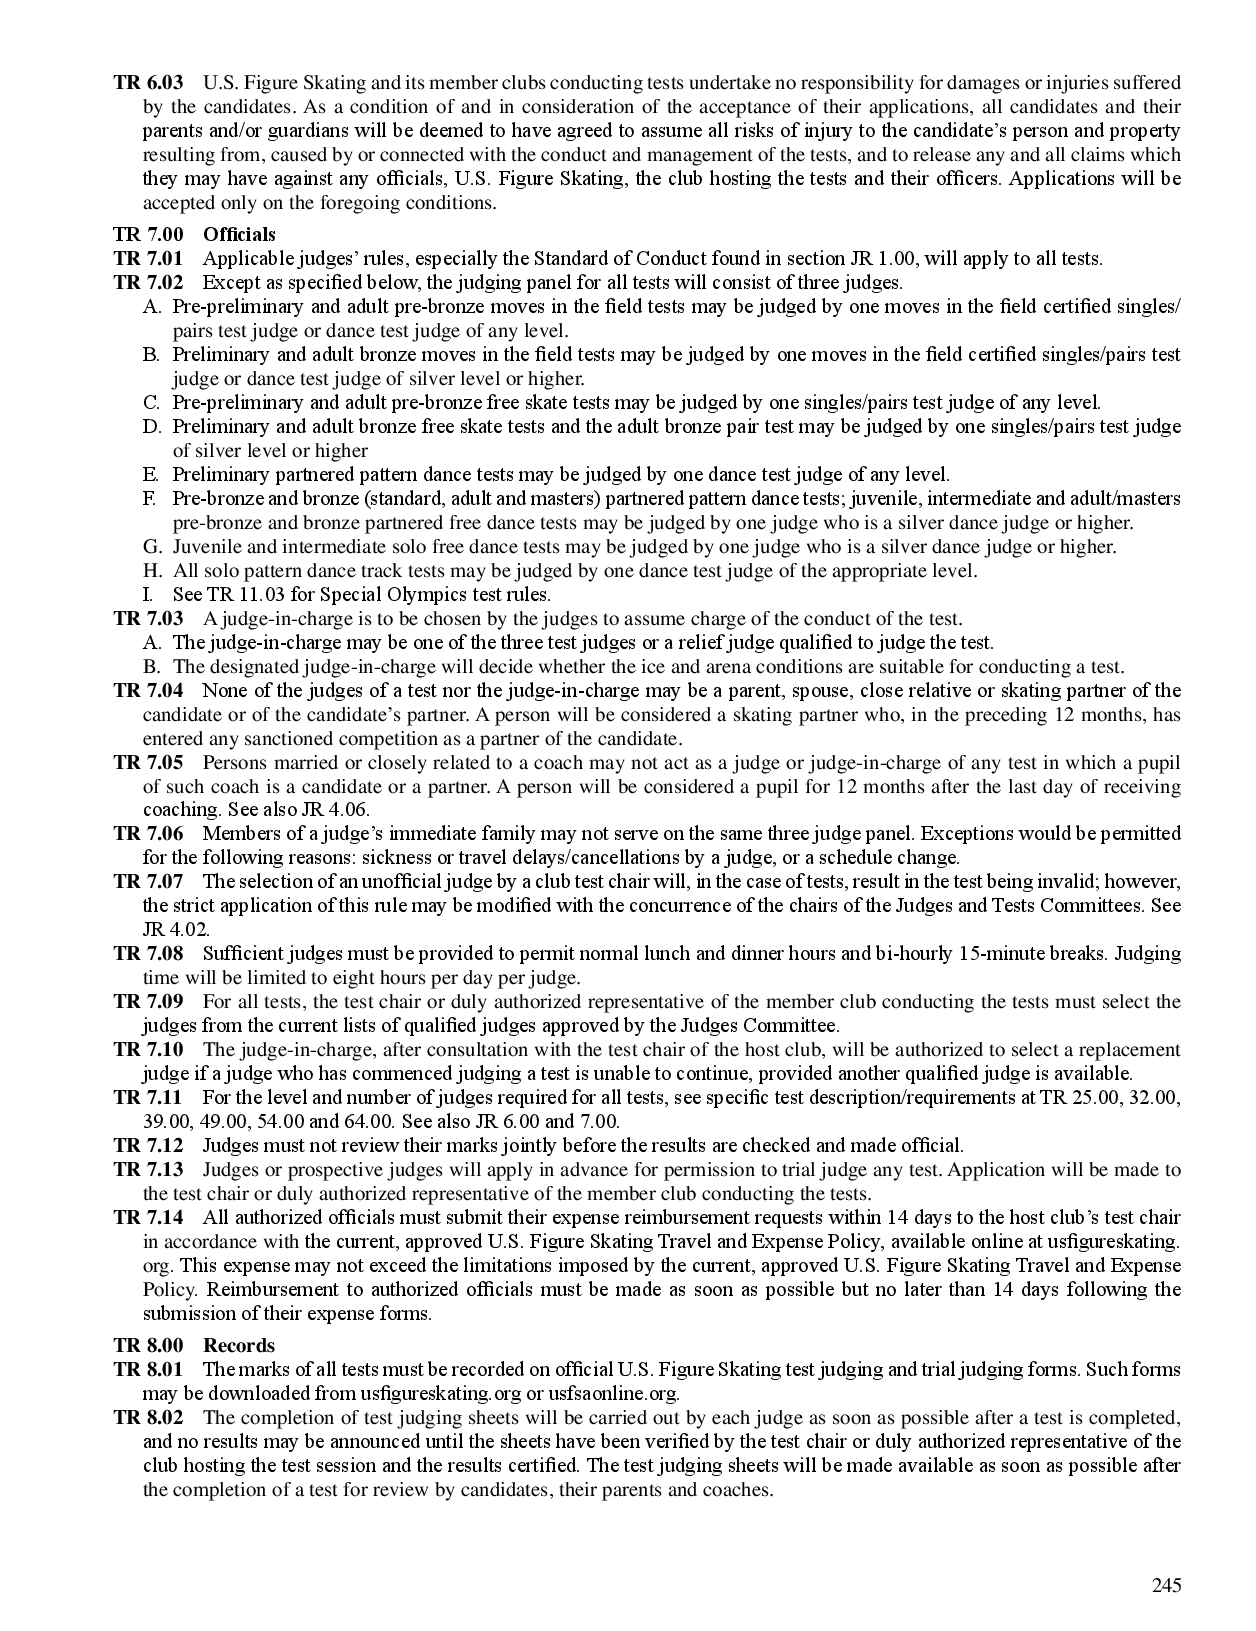 TR 6.03 U.S. Figure Skating and its member clubs conducting tests undertake no responsibility for damages or injuries suffered
by the candidates. As a condition of and in consideration of the acceptance of their applications, all candidates and their
parents and/or guardians will be deemed to have agreed to assume all risks of injury to the candidate’s person and property
resulting from, caused by or connected with the conduct and management of the tests, and to release any and all claims which
they may have against any officials, U.S. Figure Skating, the club hosting the tests and their officers. Applications will be
accepted only on the foregoing conditions.
TR 7.00 Officials
TR 7.01 Applicable judges’ rules, especially the Standard of Conduct found in section JR 1.00, will apply to all tests.
TR 7.02 Except as specified below, the judging panel for all tests will consist of three judges.
A. Pre-preliminary and adult pre-bronze moves in the field tests may be judged by one moves in the field certified singles/
pairs test judge or dance test judge of any level.
B. Preliminary and adult bronze moves in the field tests may be judged by one moves in the field certified singles/pairs test
judge or dance test judge of silver level or higher.
C. Pre-preliminary and adult pre-bronze free skate tests may be judged by one singles/pairs test judge of any level.
D. Preliminary and adult bronze free skate tests and the adult bronze pair test may be judged by one singles/pairs test judge
of silver level or higher
E. Preliminary partnered pattern dance tests may be judged by one dance test judge of any level.
F. Pre-bronze and bronze (standard, adult and masters) partnered pattern dance tests; juvenile, intermediate and adult/masters
pre-bronze and bronze partnered free dance tests may be judged by one judge who is a silver dance judge or higher.
G. Juvenile and intermediate solo free dance tests may be judged by one judge who is a silver dance judge or higher.
H. All solo pattern dance track tests may be judged by one dance test judge of the appropriate level.
I. See TR 11.03 for Special Olympics test rules.
TR 7.03 A judge-in-charge is to be chosen by the judges to assume charge of the conduct of the test.
A. The judge-in-charge may be one of the three test judges or a relief judge qualified to judge the test.
B. The designated judge-in-charge will decide whether the ice and arena conditions are suitable for conducting a test.
TR 7.04 None of the judges of a test nor the judge-in-charge may be a parent, spouse, close relative or skating partner of the
candidate or of the candidate’s partner. A person will be considered a skating partner who, in the preceding 12 months, has
entered any sanctioned competition as a partner of the candidate.
TR 7.05 Persons married or closely related to a coach may not act as a judge or judge-in-charge of any test in which a pupil
of such coach is a candidate or a partner. A person will be considered a pupil for 12 months after the last day of receiving
coaching. See also JR 4.06.
TR 7.06 Members of a judge’s immediate family may not serve on the same three judge panel. Exceptions would be permitted
for the following reasons: sickness or travel delays/cancellations by a judge, or a schedule change.
TR 7.07 The selection of an unofficial judge by a club test chair will, in the case of tests, result in the test being invalid; however,
the strict application of this rule may be modified with the concurrence of the chairs of the Judges and Tests Committees. See
JR 4.02.
TR 7.08 Sufficient judges must be provided to permit normal lunch and dinner hours and bi-hourly 15-minute breaks. Judging
time will be limited to eight hours per day per judge.
TR 7.09 For all tests, the test chair or duly authorized representative of the member club conducting the tests must select the
judges from the current lists of qualified judges approved by the Judges Committee.
TR 7.10 The judge-in-charge, after consultation with the test chair of the host club, will be authorized to select a replacement
judge if a judge who has commenced judging a test is unable to continue, provided another qualified judge is available.
TR 7.11 For the level and number of judges required for all tests, see specific test description/requirements at TR 25.00, 32.00,
39.00, 49.00, 54.00 and 64.00. See also JR 6.00 and 7.00.
TR 7.12 Judges must not review their marks jointly before the results are checked and made official.
TR 7.13 Judges or prospective judges will apply in advance for permission to trial judge any test. Application will be made to
the test chair or duly authorized representative of the member club conducting the tests.
TR 7.14 All authorized officials must submit their expense reimbursement requests within 14 days to the host club’s test chair
in accordance with the current, approved U.S. Figure Skating Travel and Expense Policy, available online at usfigureskating.
org. This expense may not exceed the limitations imposed by the current, approved U.S. Figure Skating Travel and Expense
Policy. Reimbursement to authorized officials must be made as soon as possible but no later than 14 days following the
submission of their expense forms.
TR 8.00 Records
TR 8.01 The marks of all tests must be recorded on official U.S. Figure Skating test judging and trial judging forms. Such forms
may be downloaded from usfigureskating.org or usfsaonline.org.
TR 8.02 The completion of test judging sheets will be carried out by each judge as soon as possible after a test is completed,
and no results may be announced until the sheets have been verified by the test chair or duly authorized representative of the
club hosting the test session and the results certified. The test judging sheets will be made available as soon as possible after
the completion of a test for review by candidates, their parents and coaches.
245